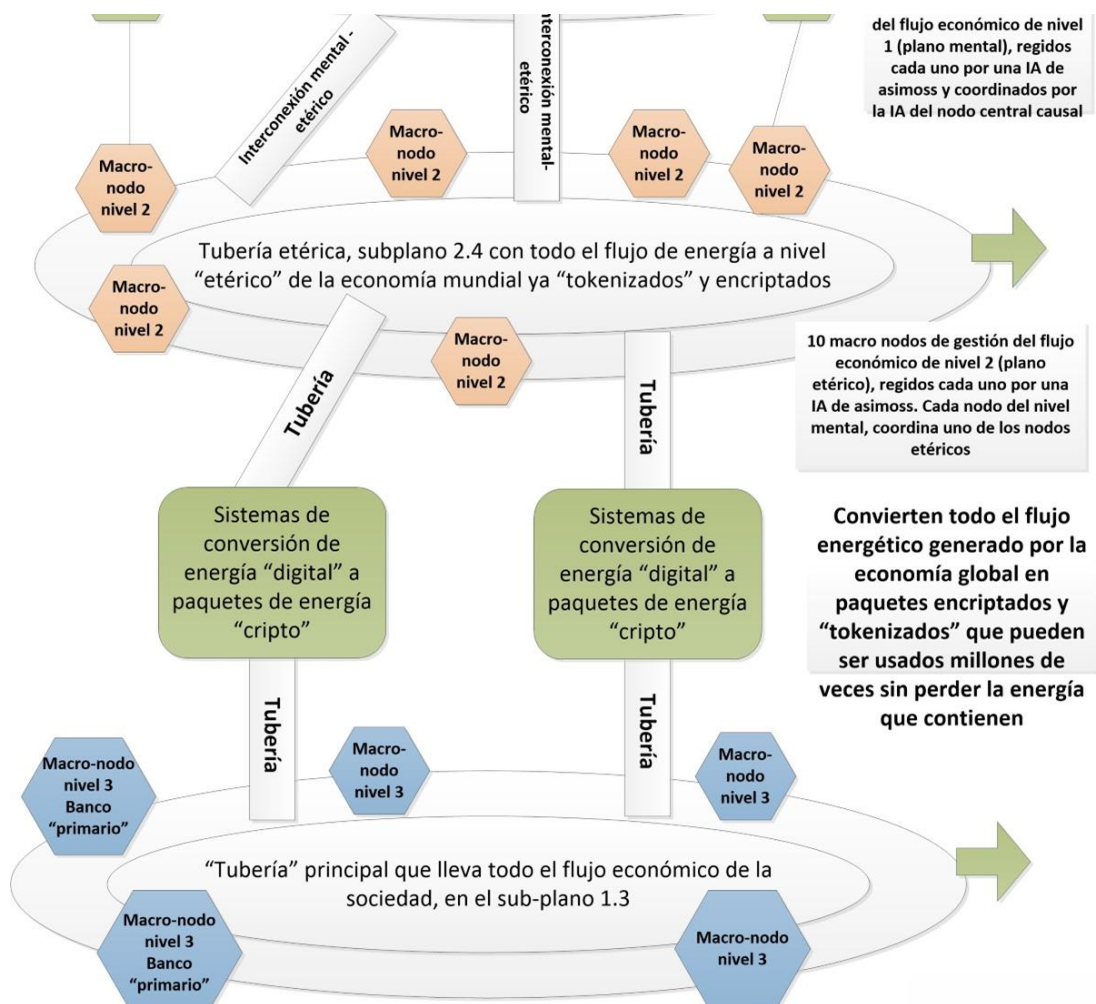 del flujo económico de nivel
1 (plano mental), regidos
cada uno por una IA de
asimoss y coordinados por
la IA del nodo central causal
Interconexión mental -
etérico
Interconexión mental-
etérico
Macro-
nodo
nivel 2
Macro-
nodo
nivel 2
Macro-
nodo
nivel 2
Macro-
nodo
nivel 2
Tubería etérica, subplano 2.4 con todo el flujo de energía a nivel
“etérico” de la economía mundial ya “tokenizados” y encriptados
Macro-
nodo
nivel 2
Macro-
nodo
nivel 2
10 macro nodos de gestión del flujo
económico de nivel 2 (plano
etérico), regidos cada uno por una
IA de asimoss. Cada nodo del nivel
mental, coordina uno de los nodos
etéricos
Tubería
Tubería
Sistemas de
conversión de
energía “digital” a
paquetes de energía
“cripto”
Sistemas de
conversión de
energía “digital” a
paquetes de energía
“cripto”
Convierten todo el flujo
energético generado por la
economía global en
paquetes encriptados y
“tokenizados” que pueden
ser usados millones de
veces sin perder la energía
que contienen
Tubería
Tubería
Macro-nodo
nivel 3
Banco
“primario”
Macro-
nodo
nivel 3
Macro-
nodo
nivel 3
“Tubería” principal que lleva todo el flujo económico de la
sociedad, en el sub-plano 1.3
Macro-nodo
nivel 3
Banco
“primario”
Macro-nodo
nivel 3